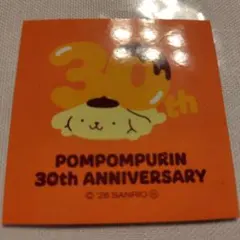 30th
POMPOMPURIN
30th ANNIVERSARY
© '26 SANRIO Ⓡ